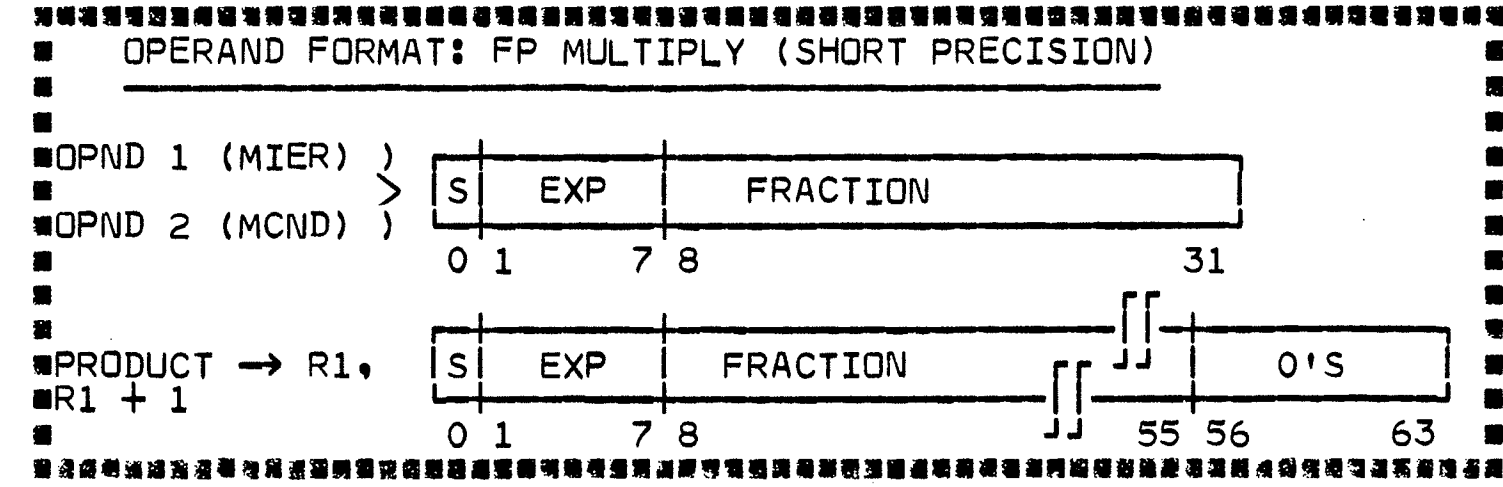 OPERAND FORMAT: FP MULTIPLY (SHORT PRECISION)
OPND 1 (MIER) )
> S EXP FRACTION
OPND 2 (MCND) )
0 1 7 8 31
PRODUCT → R1, S EXP FRACTION 0'S
R1 + 1
0 1 7 8 55 56 63